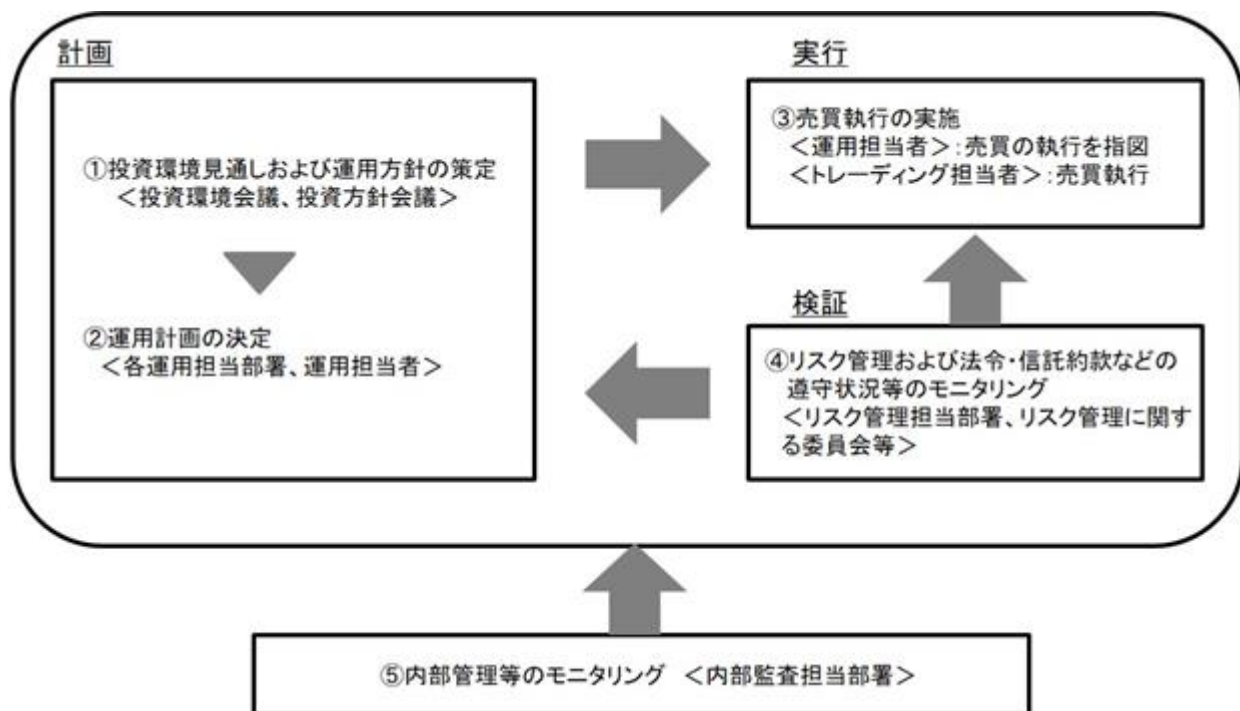 計画
①投資環境見通しおよび運用方針の策定
＜投資環境会議、投資方針会議＞
②運用計画の決定
＜各運用担当部署、運用担当者＞
実行
③売買執行の実施
＜運用担当者＞：売買の執行を指図
＜トレーディング担当者＞：売買執行
検証
④リスク管理および法令・信託約款などの
遵守状況等のモニタリング
＜リスク管理担当部署、リスク管理に関す
る委員会等＞
⑤内部管理等のモニタリング　＜内部監査担当部署＞